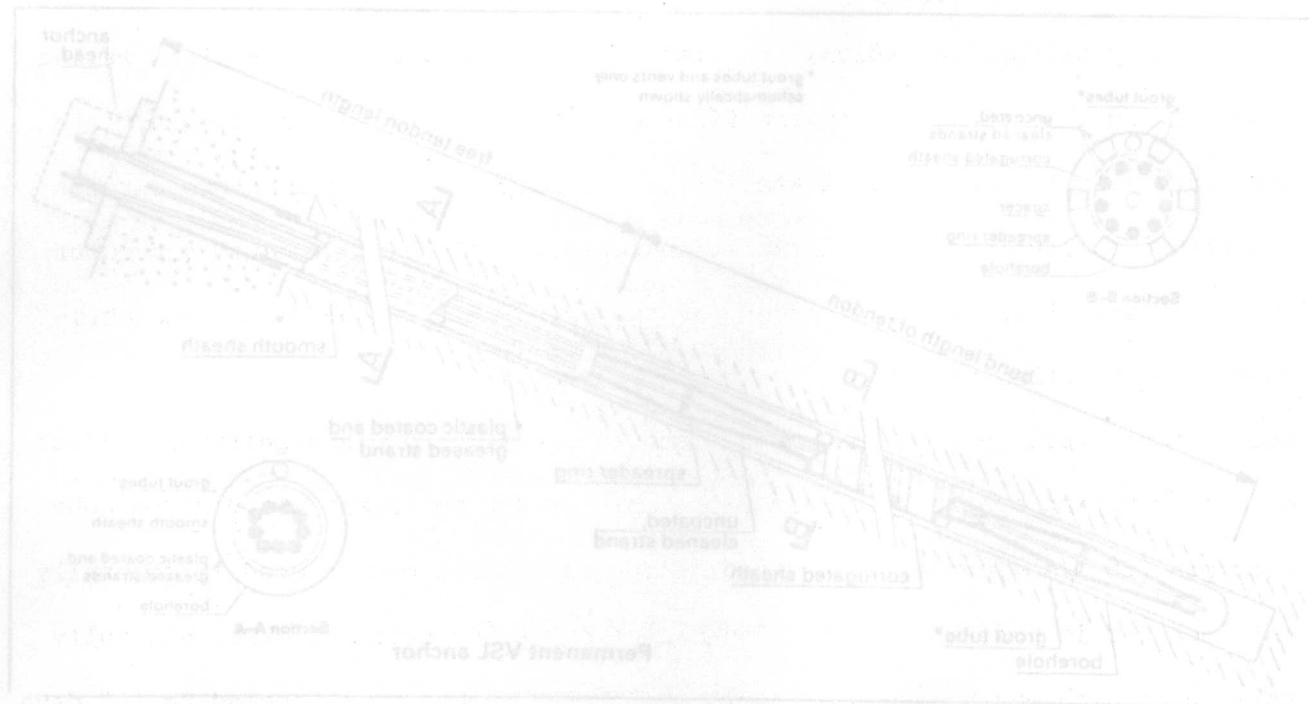 anchor
head
* grout tubes and vents only
schematically shown
free tendon length
grout tubes*
uncoated,
cleaned strands
corrugated sheath
spacer
spreader ring
borehole
Section B-B
A
bond length of tendon
smooth sheath
A
B
plastic coated and
greased strand
spreader ring
grout tubes*
smooth sheath
plastic coated and
greased strands
borehole
Section A-A
uncoated,
cleaned strand
B
corrugated sheath
grout tube*
borehole
Permanent VSL anchor